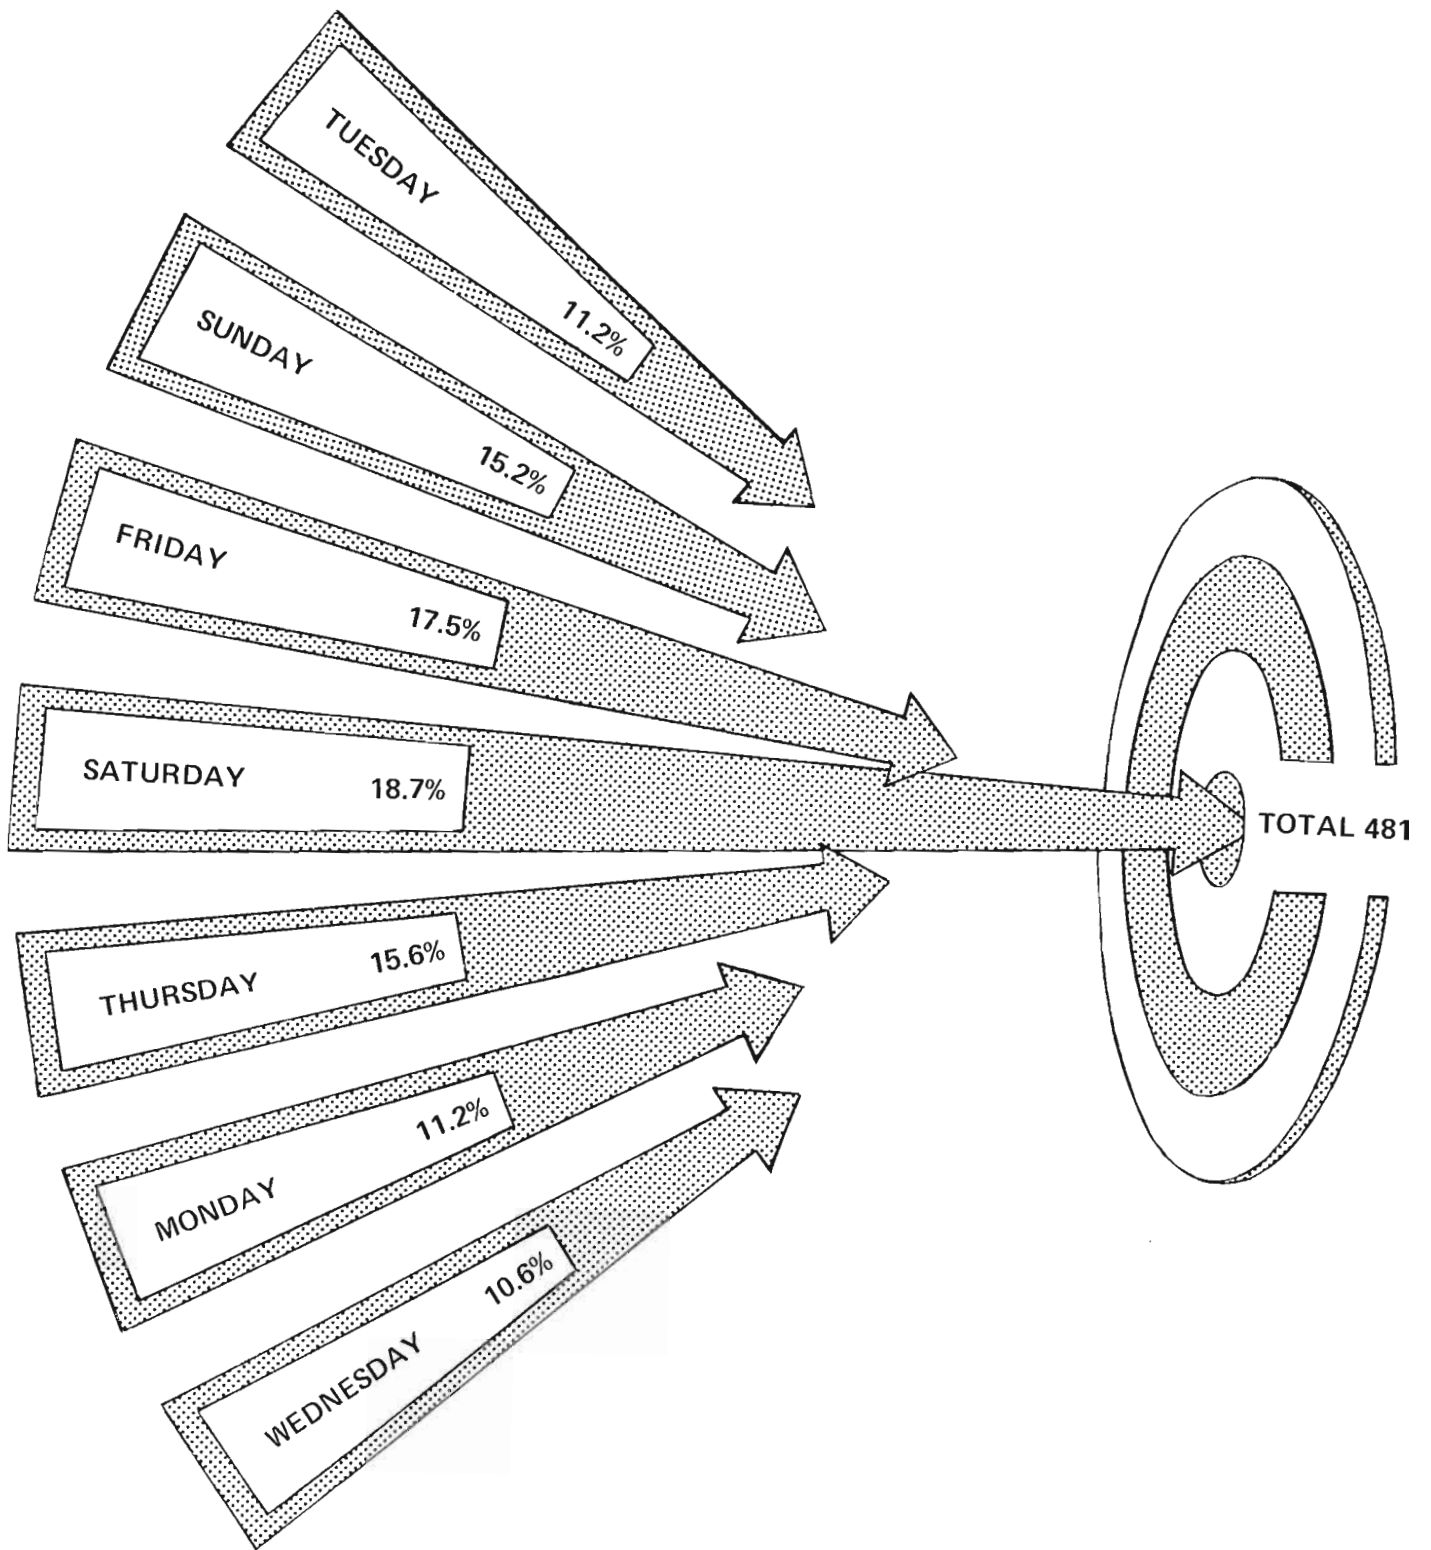 TUESDAY 11.2%
SUNDAY 15.2%
FRIDAY 17.5%
SATURDAY 18.7%
THURSDAY 15.6%
MONDAY 11.2%
WEDNESDAY 10.6%
TOTAL 481